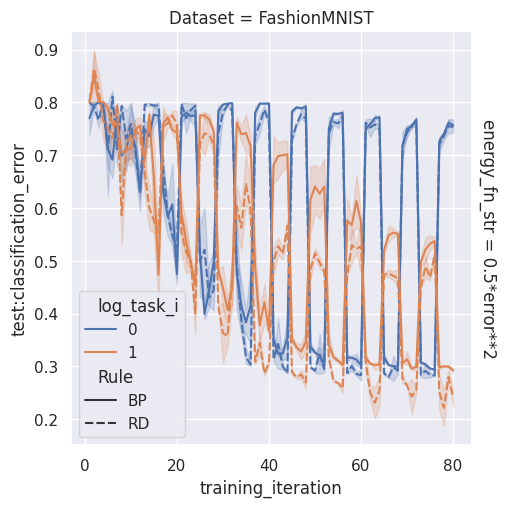 Dataset = FashionMNIST
0.9
0.8
0.7
0.6
0.5
0.4
0.3
0.2
test:classification_error
energy_fn_str = 0.5*error**2
log_task_i
0
1
Rule
BP
RD
0
20
40
60
80
training_iteration